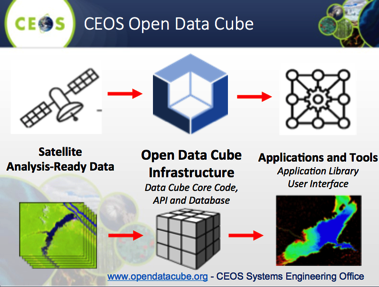 CEOS
CEOS Open Data Cube
Satellite
Analysis-Ready Data
Open Data Cube
Infrastructure
Data Cube Core Code,
API and Database
Applications and Tools
Application Library
User Interface
www.opendatacube.org - CEOS Systems Engineering Office